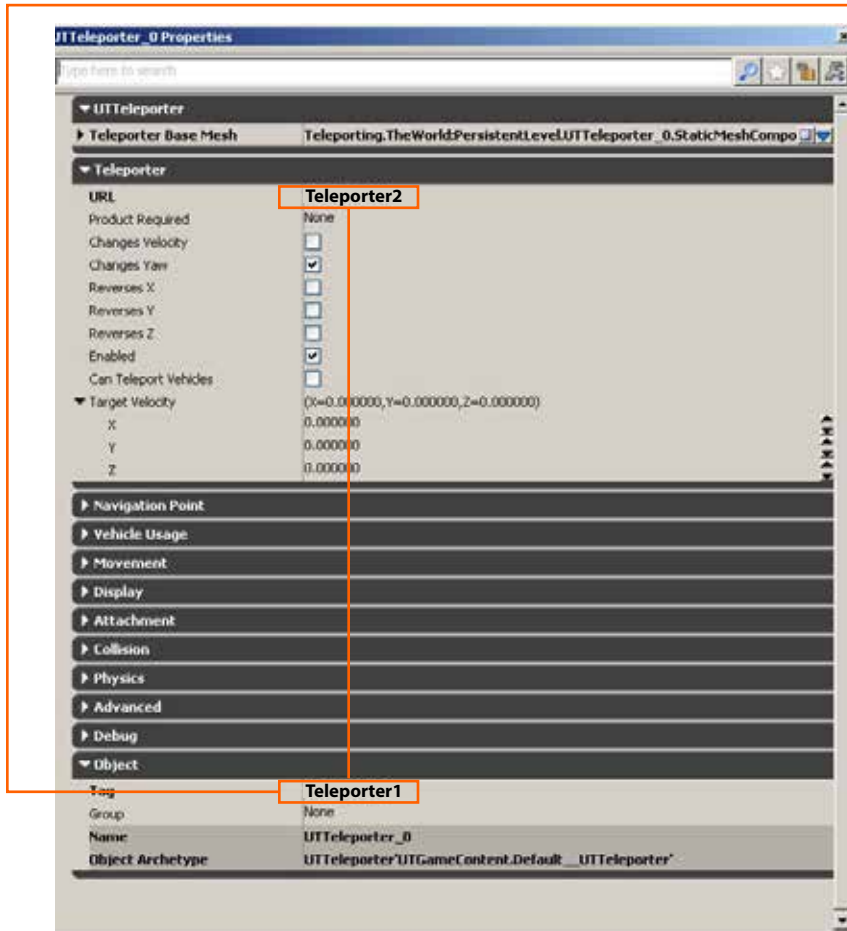 UTTeleporter_0 Properties
Type here to search
UTTeleporter
Teleporter Base Mesh Teleporting.TheWorld:PersistentLevel.UTTeleporter_0.StaticMeshCompo
Teleporter
URL Teleporter2
Product Required None
Changes Velocity
Changes Yaw
Reverses X
Reverses Y
Reverses Z
Enabled
Can Teleport Vehicles
Target Velocity (X=0.000000,Y=0.000000,Z=0.000000)
X 0.000000
Y 0.000000
Z 0.000000
Navigation Point
Vehicle Usage
Movement
Display
Attachment
Collision
Physics
Advanced
Debug
Object
Tag Teleporter1
Group None
Name UTTeleporter_0
Object Archetype UTTeleporter'UTGameContent.Default__UTTeleporter'